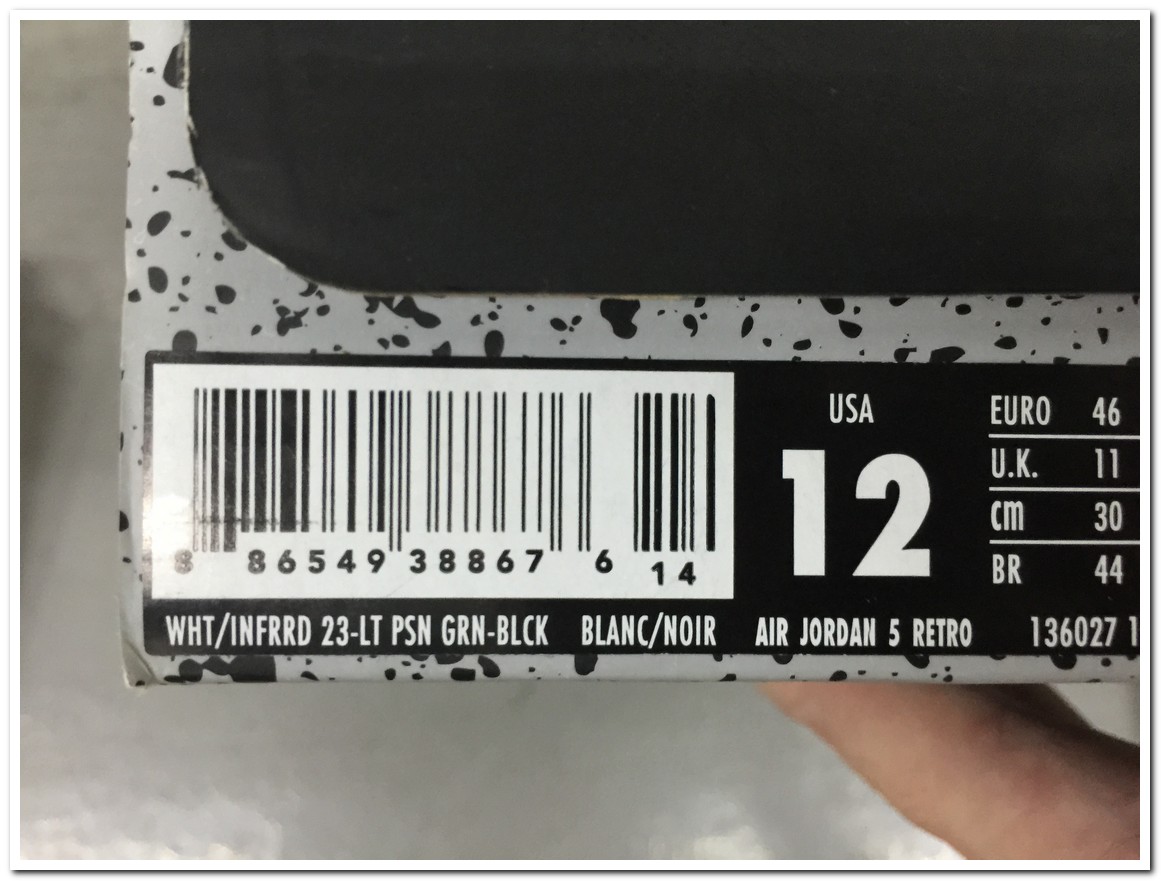 USA
12
EURO 46
U.K. 11
cm 30
BR 44
8 86549 38867 6 14
WHT/INFRRD 23-LT PSN GRN-BLCK BLANC/NOIR AIR JORDAN 5 RETRO 136027 1